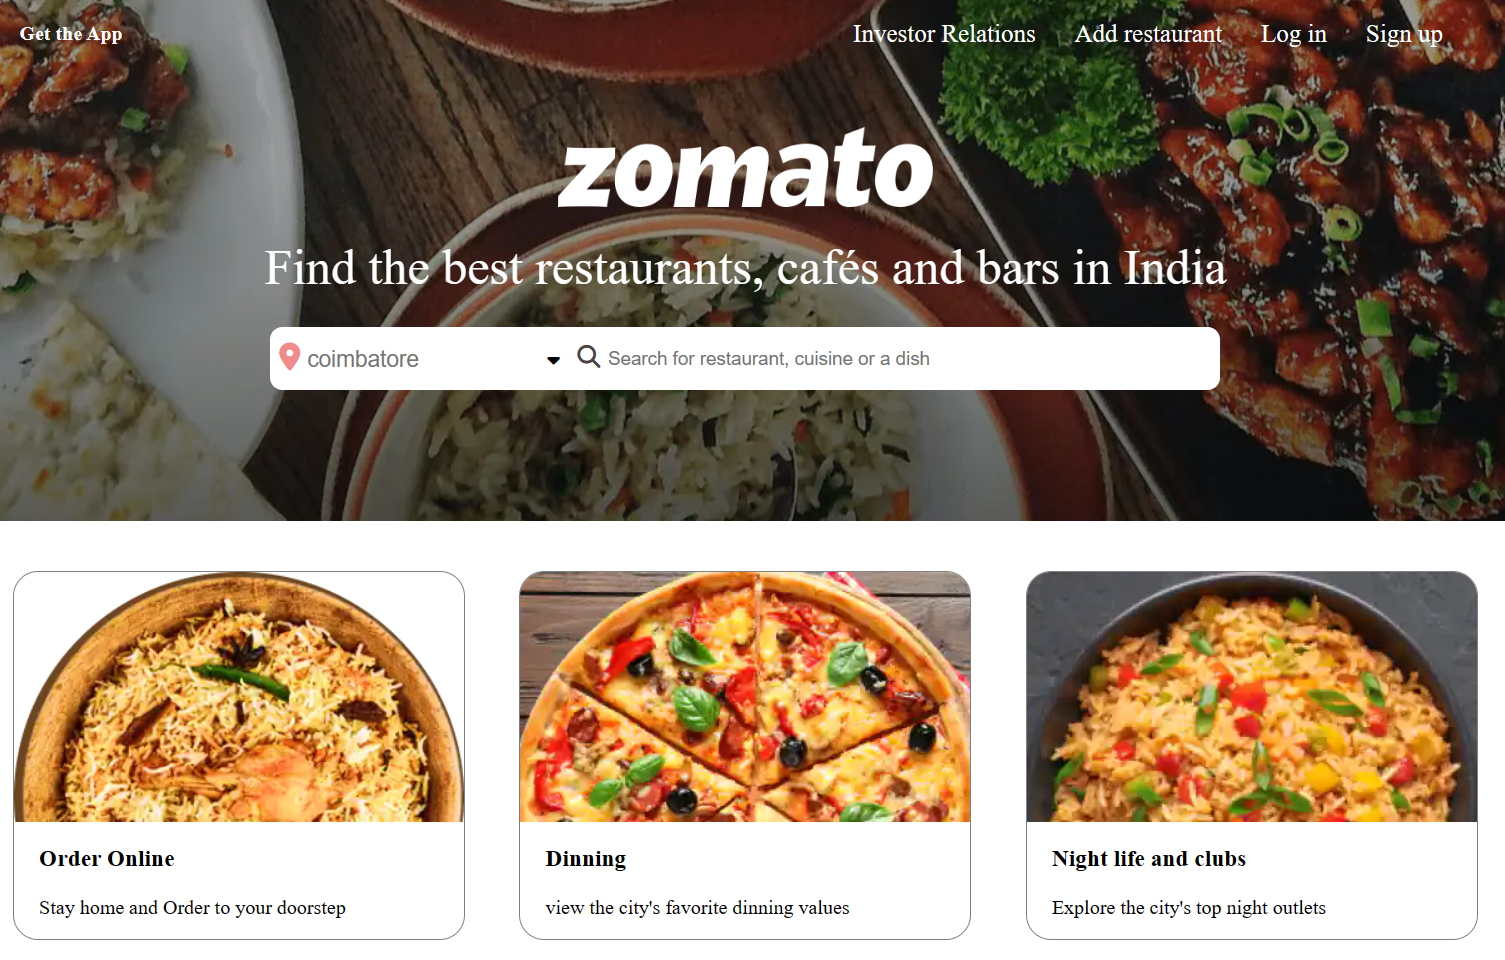 Get the App
Investor Relations
Add restaurant
Log in
Sign up
zomato
Find the best restaurants, cafés and bars in India
coimbatore
Search for restaurant, cuisine or a dish
Order Online
Stay home and Order to your doorstep
Dinning
view the city's favorite dinning values
Night life and clubs
Explore the city's top night outlets